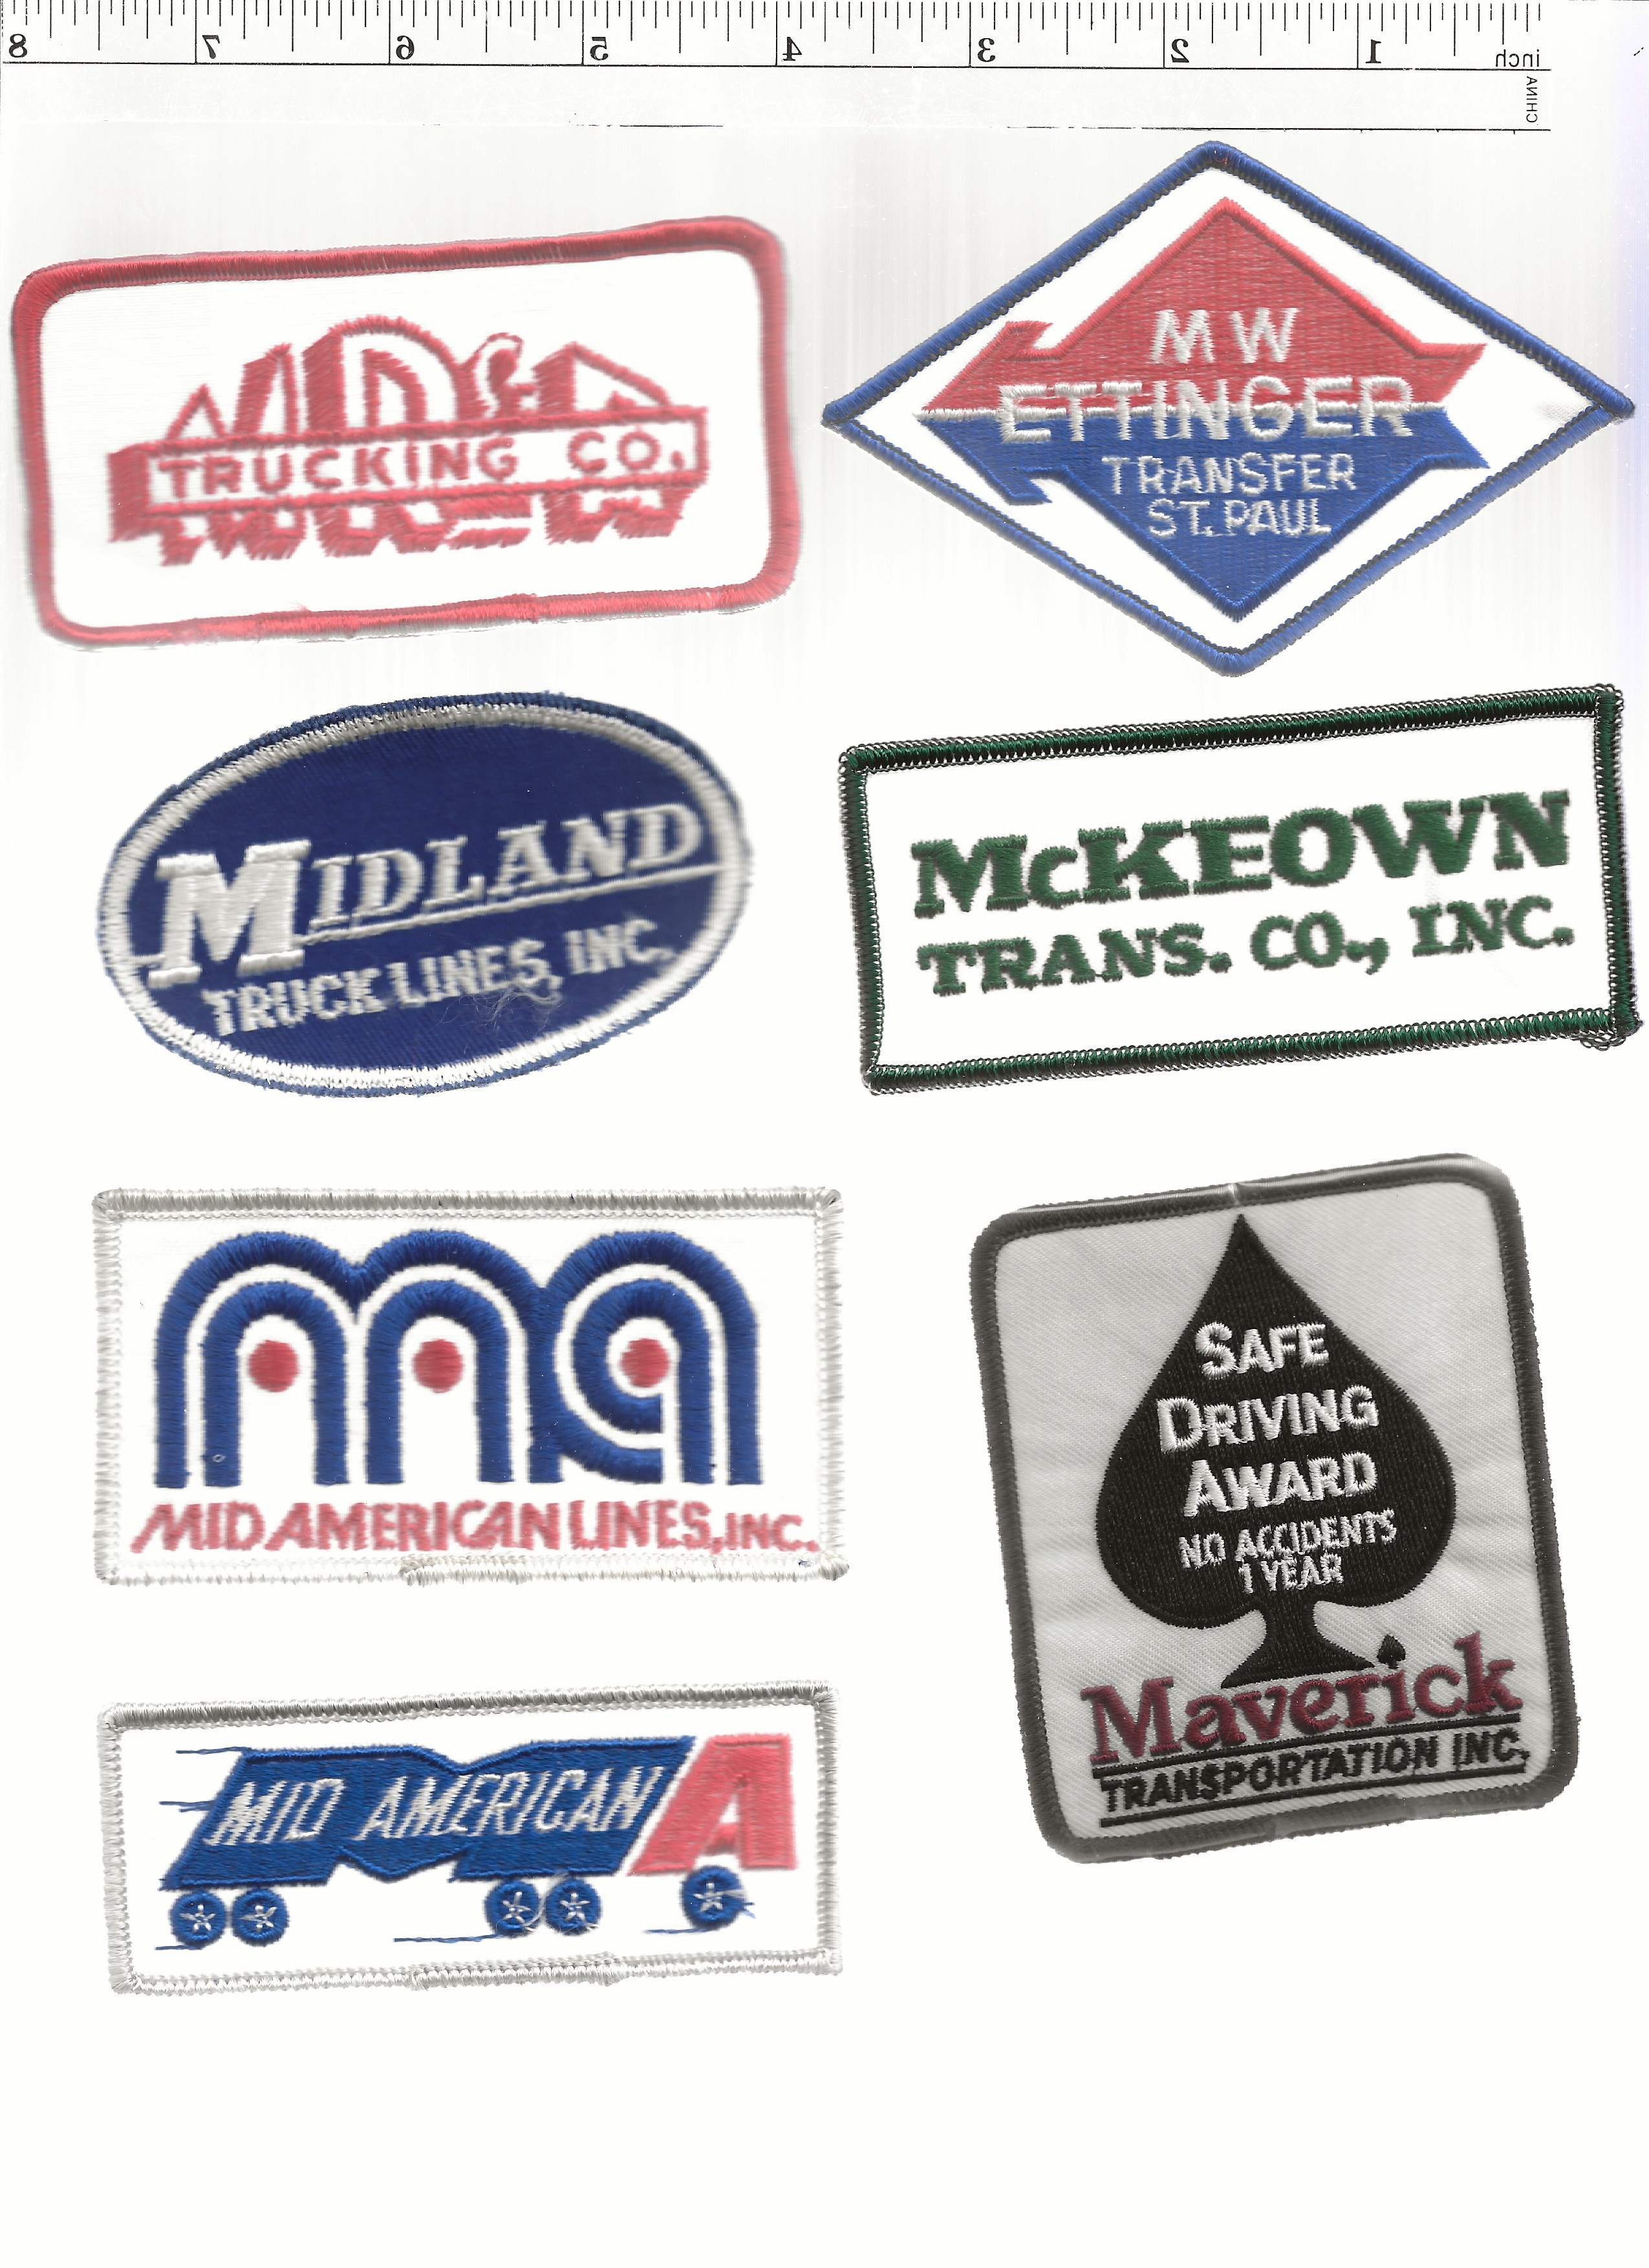 8 7 6 5 4 3 2 1 inch
CHINA
TRUCKING CO.
MW
ETTINGER
TRANSFER
ST. PAUL
MIDLAND
TRUCK LINES, INC.
McKEOWN
TRANS. CO., INC.
ma
MID AMERICAN LINES, INC.
SAFE
DRIVING
AWARD
NO ACCIDENTS
1 YEAR
Maverick
TRANSPORTATION INC.
MID AMERICAN
A